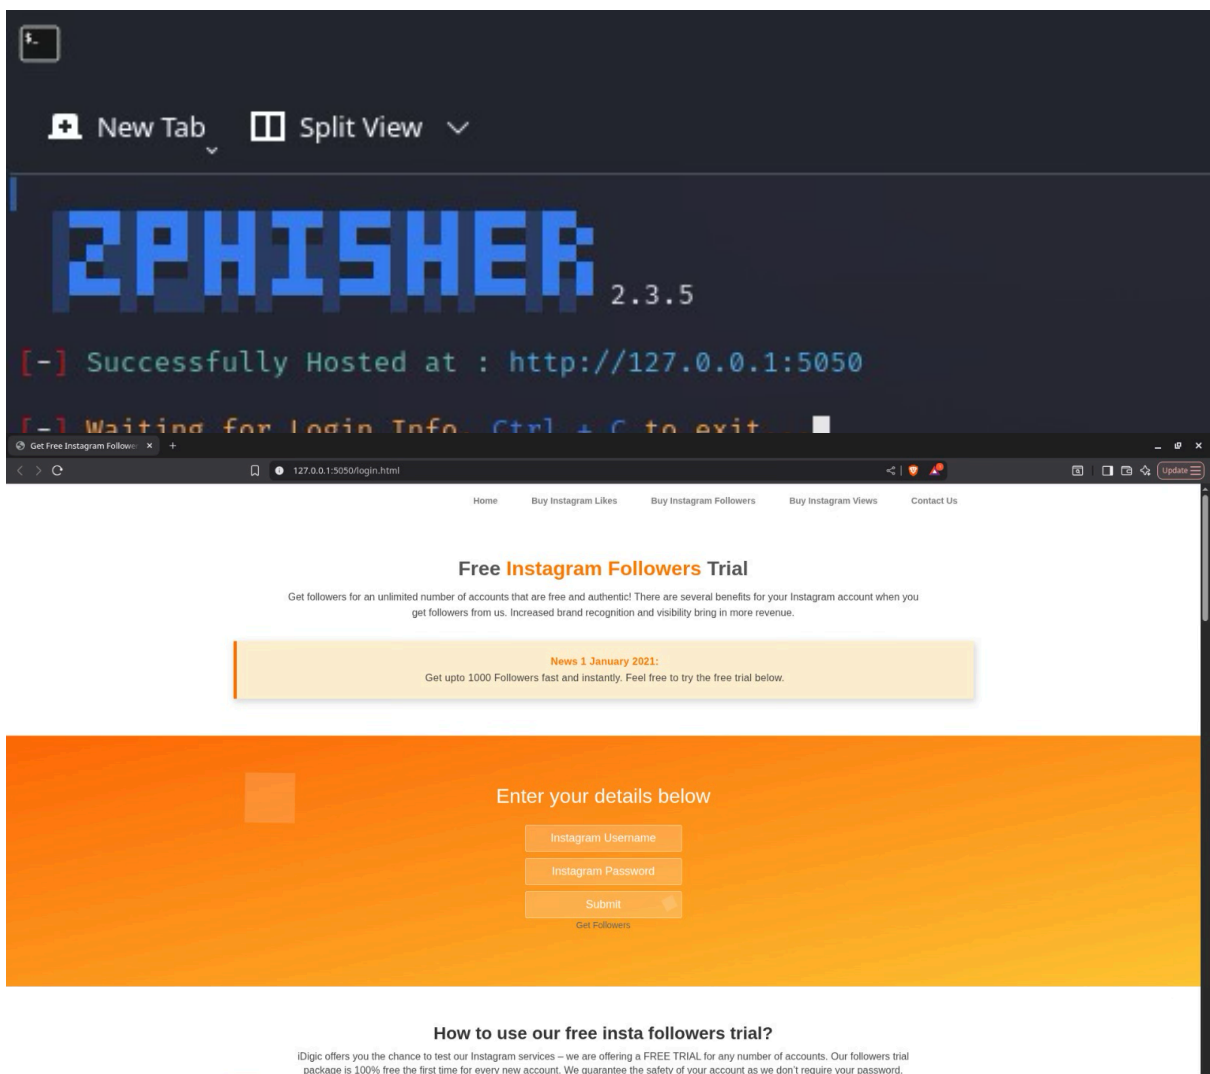 $_
New Tab Split View
ZPHISHER 2.3.5
[-] Successfully Hosted at : http://127.0.0.1:5050
[-] Waiting for Login Info, Ctrl + C to exit...
Get Free Instagram Followe
127.0.0.1:5050/login.html
Update
Home Buy Instagram Likes Buy Instagram Followers Buy Instagram Views Contact Us
Free Instagram Followers Trial
Get followers for an unlimited number of accounts that are free and authentic! There are several benefits for your Instagram account when you
get followers from us. Increased brand recognition and visibility bring in more revenue.
News 1 January 2021:
Get upto 1000 Followers fast and instantly. Feel free to try the free trial below.
Enter your details below
Instagram Username
Instagram Password
Submit
Get Followers
How to use our free insta followers trial?
iDigic offers you the chance to test our Instagram services – we are offering a FREE TRIAL for any number of accounts. Our followers trial
package is 100% free the first time for every new account. We guarantee the safety of your account as we don't require your password.